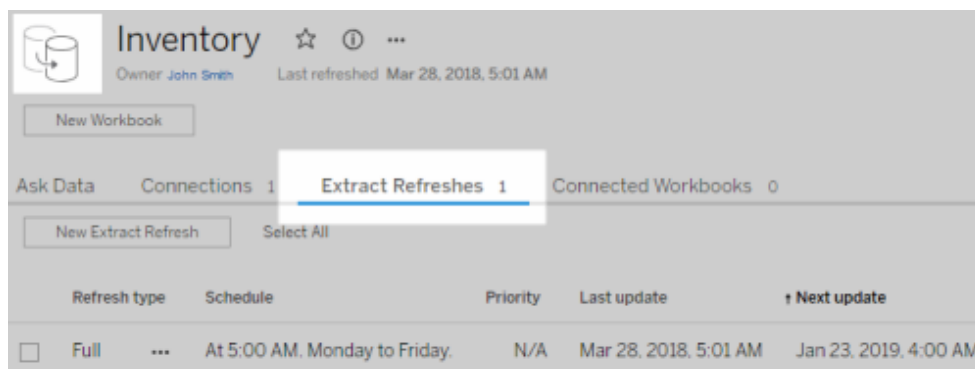 Inventory ...
Owner John Smith Last refreshed Mar 28, 2018, 5:01 AM
New Workbook
Ask Data Connections 1 Extract Refreshes 1 Connected Workbooks 0
New Extract Refresh Select All
Refresh type Schedule Priority Last update ↑ Next update
Full ... At 5:00 AM. Monday to Friday. N/A Mar 28, 2018, 5:01 AM Jan 23, 2019, 4:00 AM